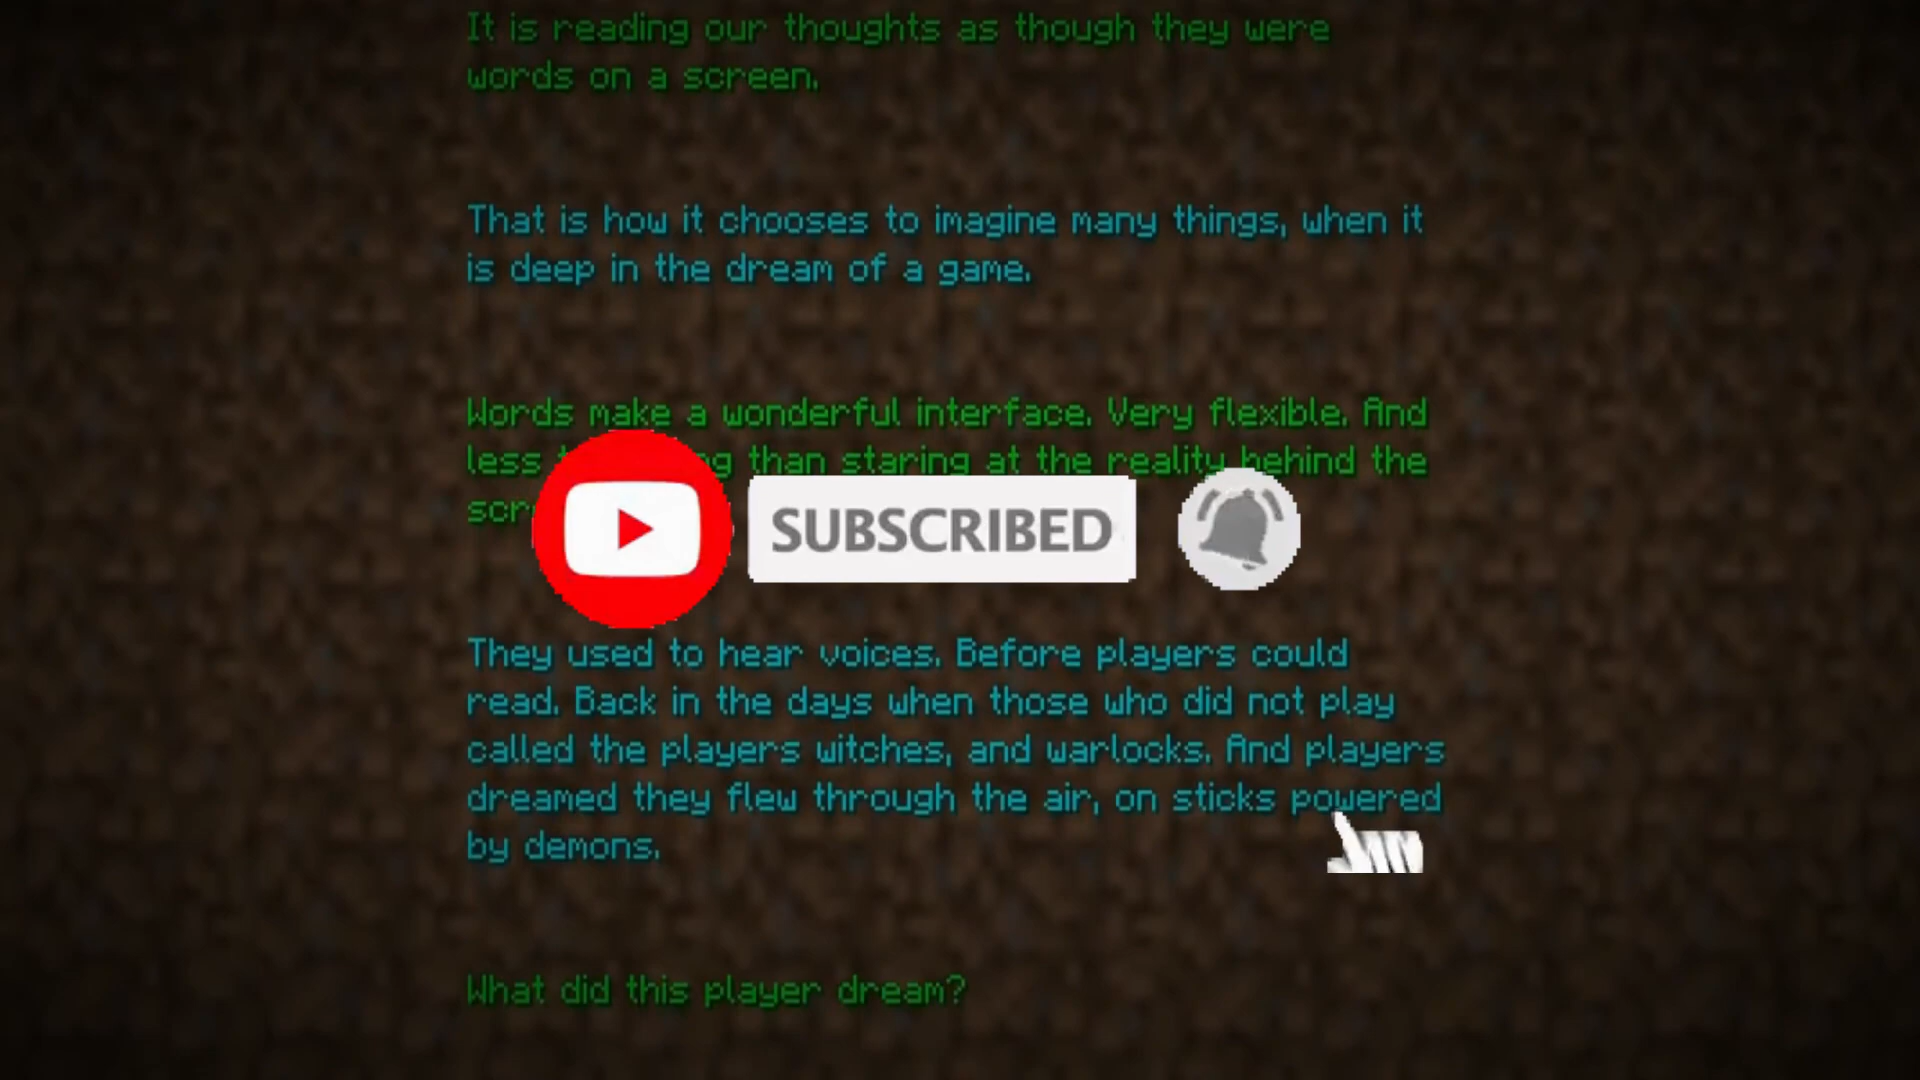 It is reading our thoughts as though they were
words on a screen.
That is how it chooses to imagine many things, when it
is deep in the dream of a game.
Words make a wonderful interface. Very flexible. And
less than staring at the reality behind the
SUBSCRIBED
They used to hear voices. Before players could
read. Back in the days when those who did not play
called the players witches, and warlocks. And players
dreamed they flew through the air, on sticks powered
by demons.
What did this player dream?